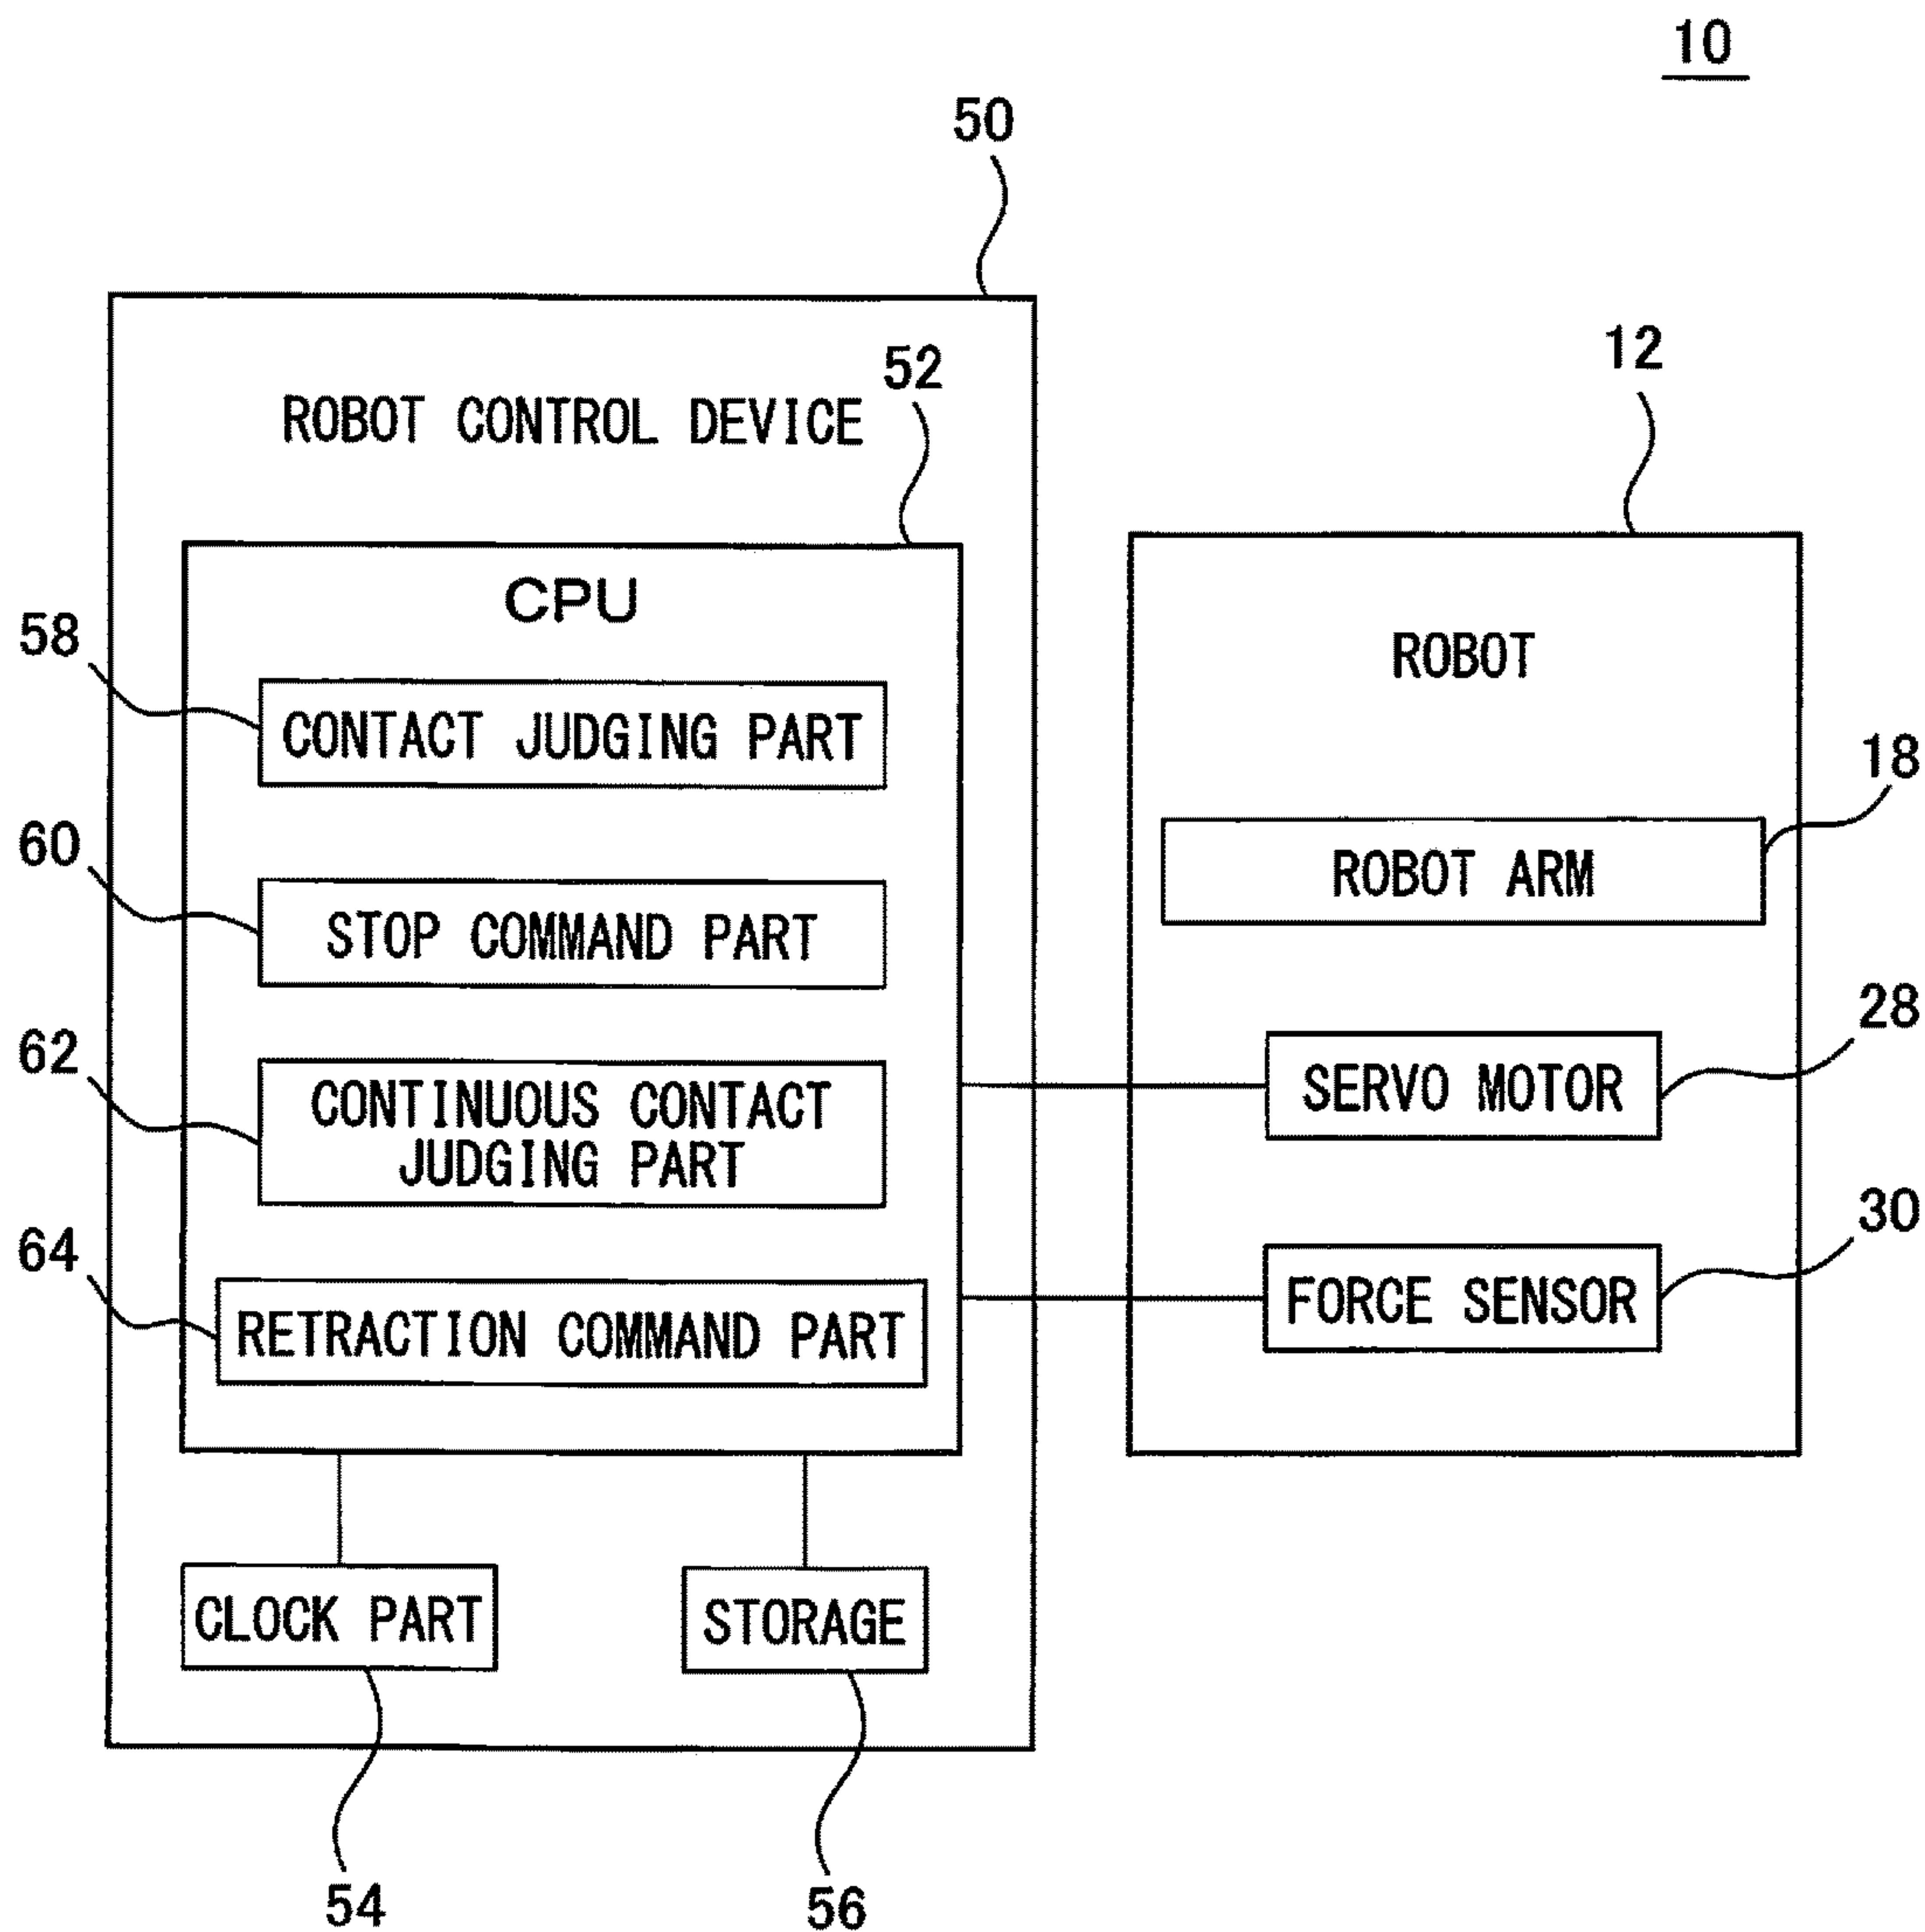 10
50
52
12
ROBOT CONTROL DEVICE
CPU
58
CONTACT JUDGING PART
60
STOP COMMAND PART
62
CONTINUOUS CONTACT
JUDGING PART
64
RETRACTION COMMAND PART
CLOCK PART
STORAGE
54
56
ROBOT
18
ROBOT ARM
28
SERVO MOTOR
30
FORCE SENSOR